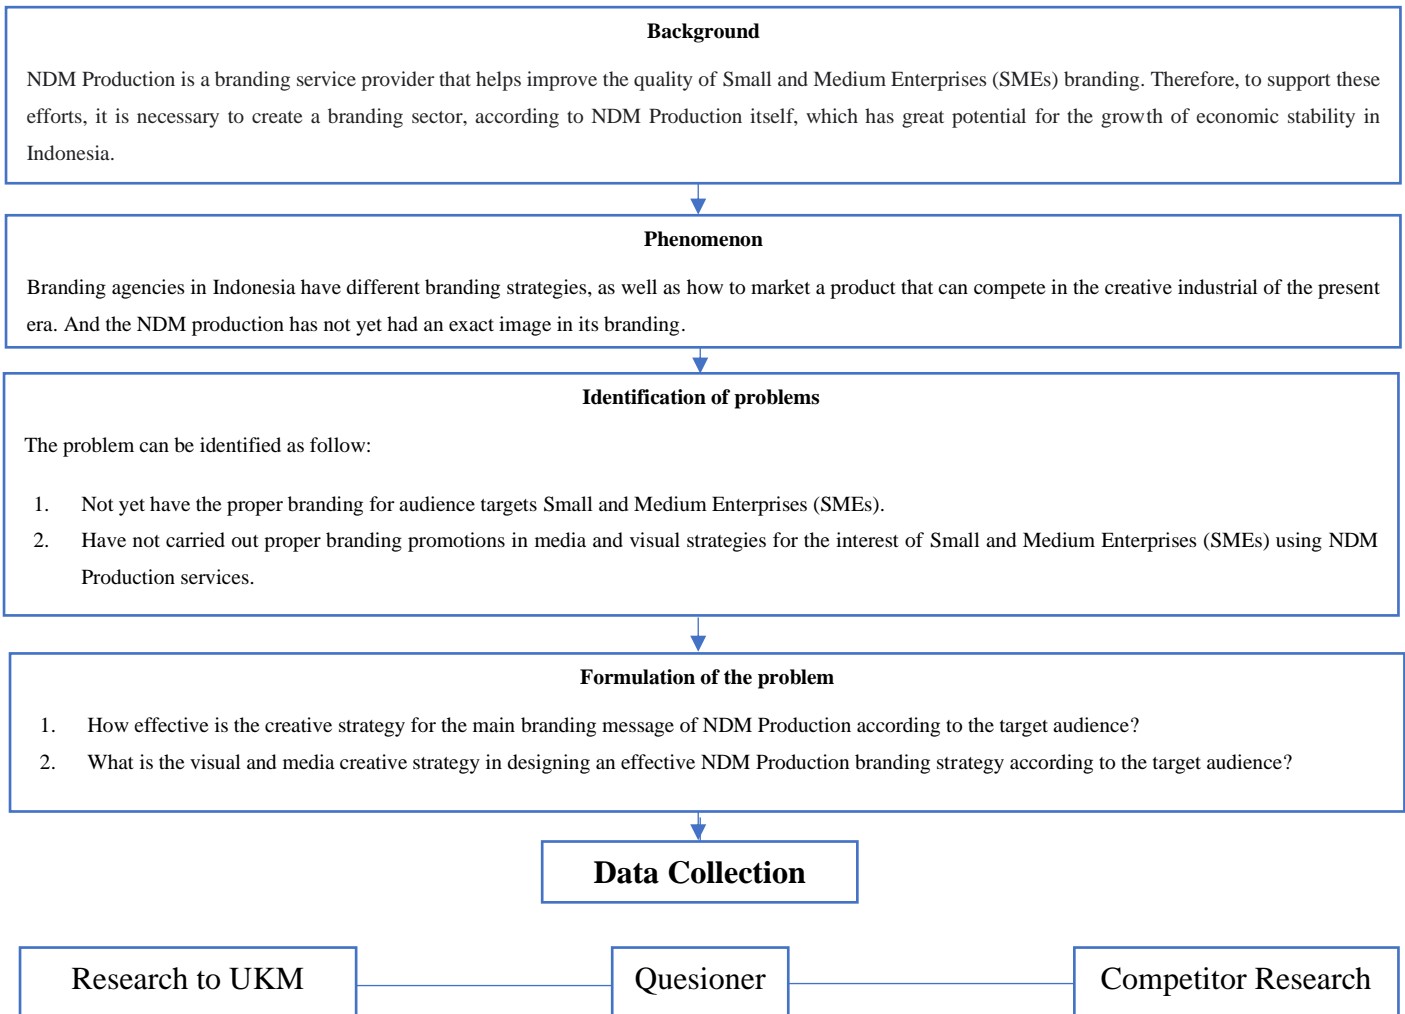 Background
NDM Production is a branding service provider that helps improve the quality of Small and Medium Enterprises (SMEs) branding. Therefore, to support these
efforts, it is necessary to create a branding sector, according to NDM Production itself, which has great potential for the growth of economic stability in
Indonesia.
Phenomenon
Branding agencies in Indonesia have different branding strategies, as well as how to market a product that can compete in the creative industrial of the present
era. And the NDM production has not yet had an exact image in its branding.
Identification of problems
The problem can be identified as follow:
1. Not yet have the proper branding for audience targets Small and Medium Enterprises (SMEs).
2. Have not carried out proper branding promotions in media and visual strategies for the interest of Small and Medium Enterprises (SMEs) using NDM
Production services.
Formulation of the problem
1. How effective is the creative strategy for the main branding message of NDM Production according to the target audience?
2. What is the visual and media creative strategy in designing an effective NDM Production branding strategy according to the target audience?
Data Collection
Research to UKM
Quesioner
Competitor Research